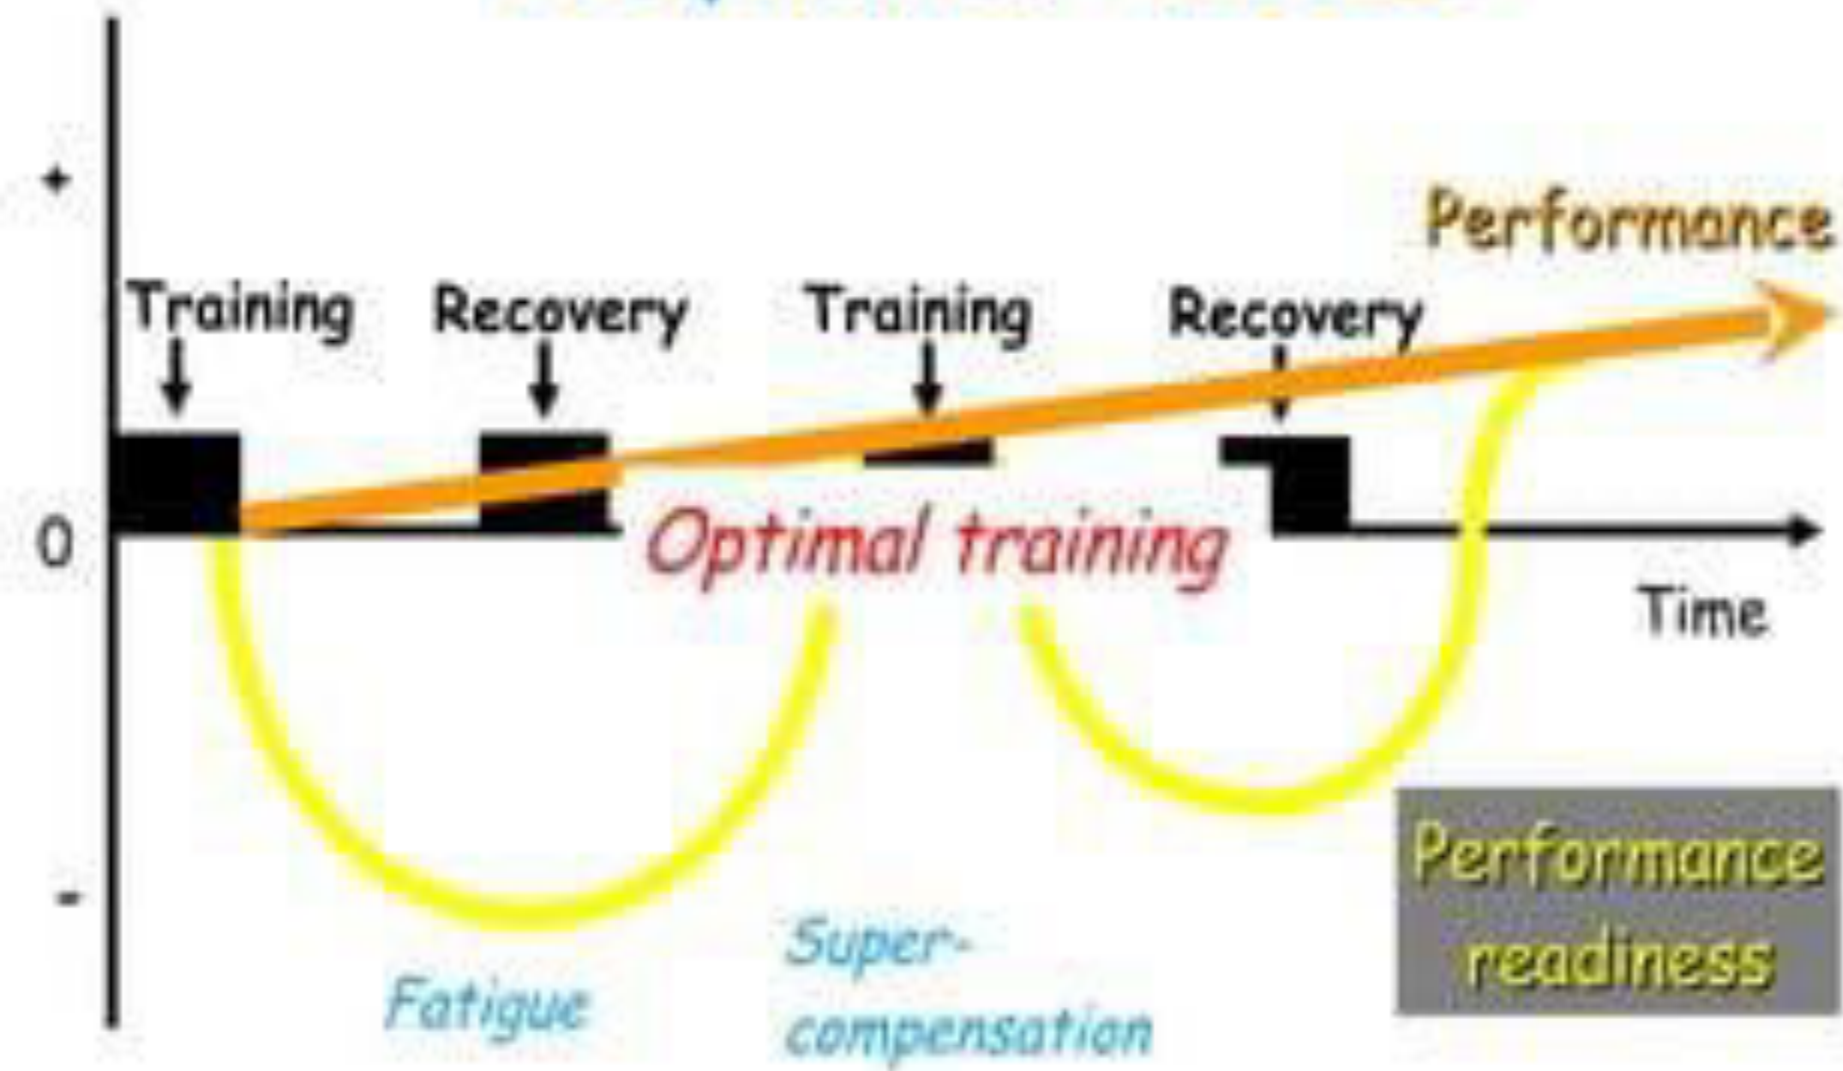 +
Performance
Training Recovery Training Recovery
0
Optimal training
Time
-
Performance
readiness
Super-
compensation
Fatigue